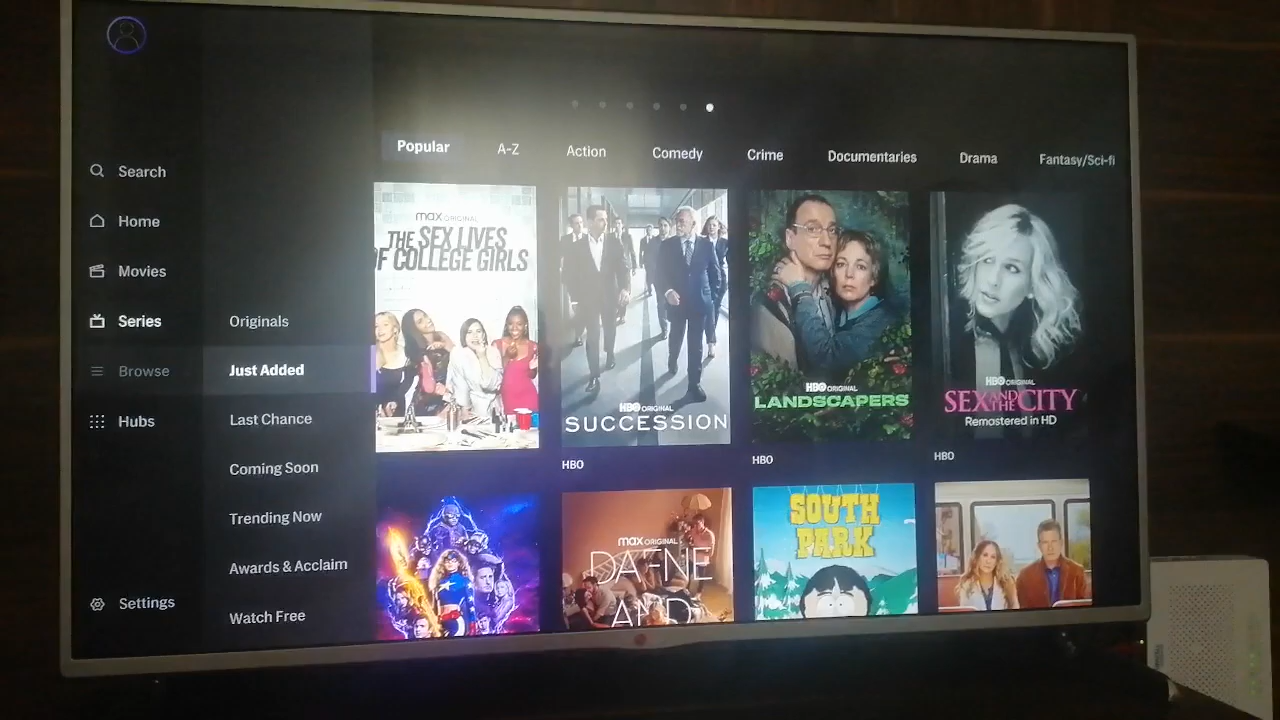 Search
Home
Movies
Series
Browse
Hubs
Settings
Originals
Just Added
Last Chance
Coming Soon
Trending Now
Awards & Acclaim
Watch Free
Popular A-Z Action Comedy Crime Documentaries Drama Fantasy/Sci-fi
max ORIGINAL
THE SEX LIVES
OF COLLEGE GIRLS
HBO ORIGINAL
SUCCESSION
HBO
HBO ORIGINAL
LANDSCAPERS
HBO
HBO ORIGINAL
SEX AND THE CITY
Remastered in HD
HBO
max ORIGINAL
DAFNE
AND
SOUTH
PARK